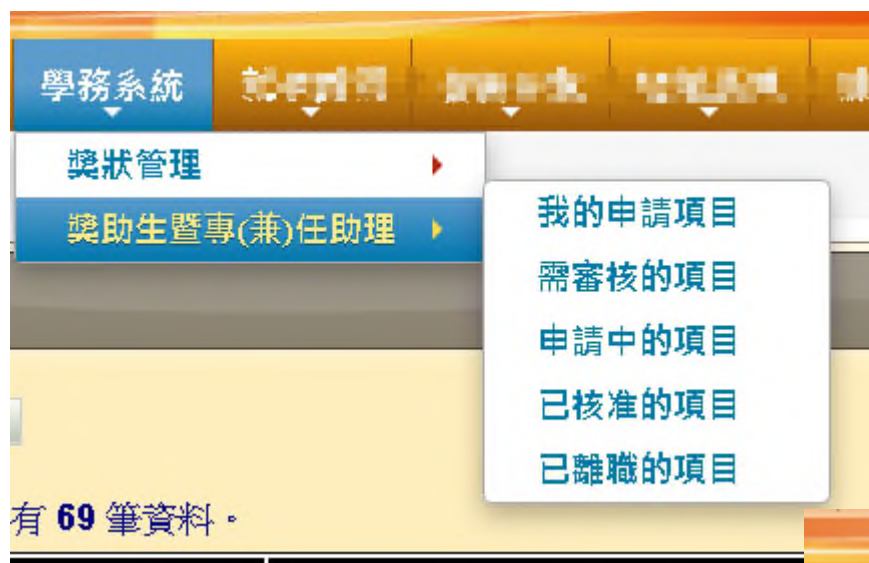 學務系統
獎狀管理
獎助生暨專(兼)任助理
我的申請項目
需審核的項目
申請中的項目
已核准的項目
已離職的項目
有 69 筆資料。